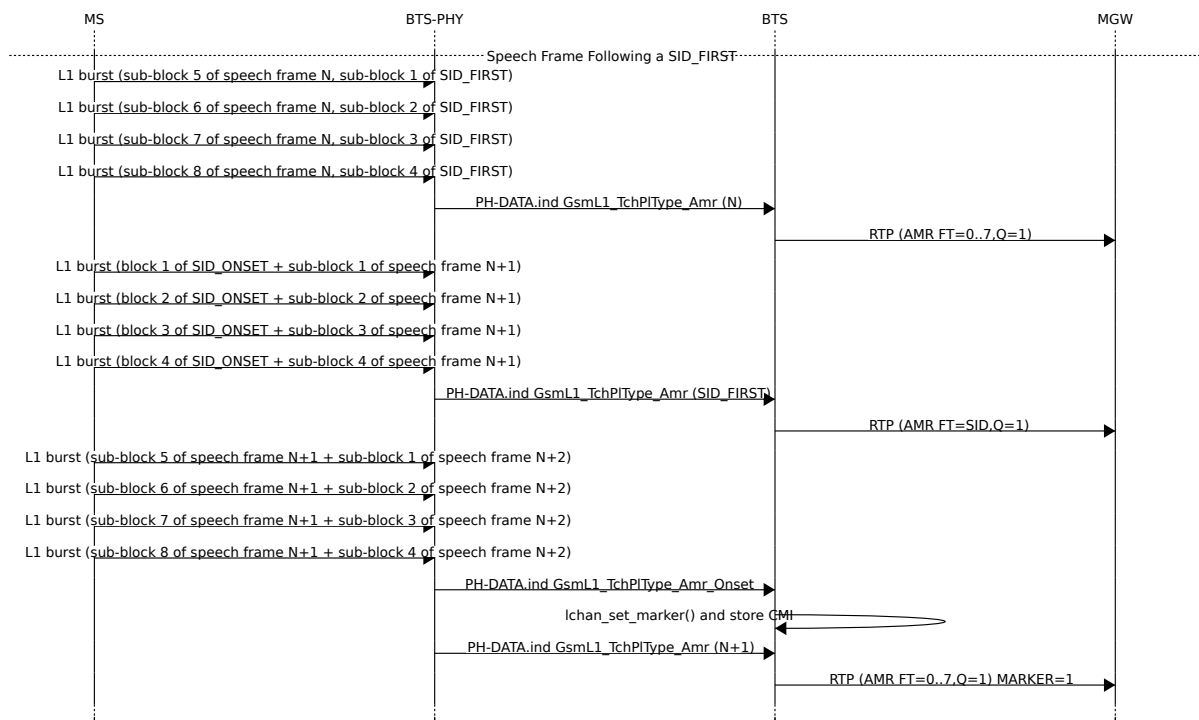 MS BTS-PHY BTS MGW
Speech Frame Following a SID_FIRST
L1 burst (sub-block 5 of speech frame N, sub-block 1 of SID_FIRST)
L1 burst (sub-block 6 of speech frame N, sub-block 2 of SID_FIRST)
L1 burst (sub-block 7 of speech frame N, sub-block 3 of SID_FIRST)
L1 burst (sub-block 8 of speech frame N, sub-block 4 of SID_FIRST)
PH-DATA.ind GsmL1_TchPlType_Amr (N)
RTP (AMR FT=0..7,Q=1)
L1 burst (block 1 of SID_ONSET + sub-block 1 of speech frame N+1)
L1 burst (block 2 of SID_ONSET + sub-block 2 of speech frame N+1)
L1 burst (block 3 of SID_ONSET + sub-block 3 of speech frame N+1)
L1 burst (block 4 of SID_ONSET + sub-block 4 of speech frame N+1)
PH-DATA.ind GsmL1_TchPlType_Amr (SID_FIRST)
RTP (AMR FT=SID,Q=1)
L1 burst (sub-block 5 of speech frame N+1 + sub-block 1 of speech frame N+2)
L1 burst (sub-block 6 of speech frame N+1 + sub-block 2 of speech frame N+2)
L1 burst (sub-block 7 of speech frame N+1 + sub-block 3 of speech frame N+2)
L1 burst (sub-block 8 of speech frame N+1 + sub-block 4 of speech frame N+2)
PH-DATA.ind GsmL1_TchPlType_Amr_Onset
lchan_set_marker() and store CMI
PH-DATA.ind GsmL1_TchPlType_Amr (N+1)
RTP (AMR FT=0..7,Q=1) MARKER=1